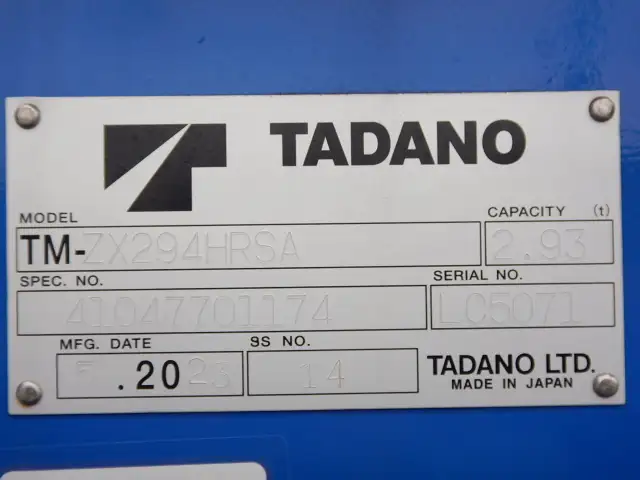 TADANO
MODEL
CAPACITY (t)
TM-ZX294HRSA
2.93
SPEC. NO.
SERIAL NO.
41047701174
LC5071
MFG. DATE
SS NO.
.2023
14
TADANO LTD.
MADE IN JAPAN